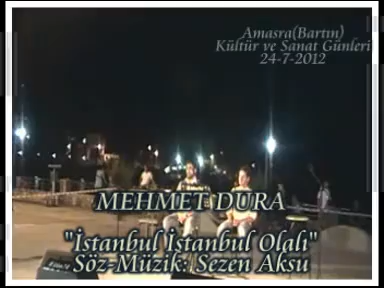 Amasra(Bartın)
Kültür ve Sanat Günleri
24-7-2012
MEHMET DURA
"İstanbul İstanbul Olalı"
Söz-Müzik: Sezen Aksu